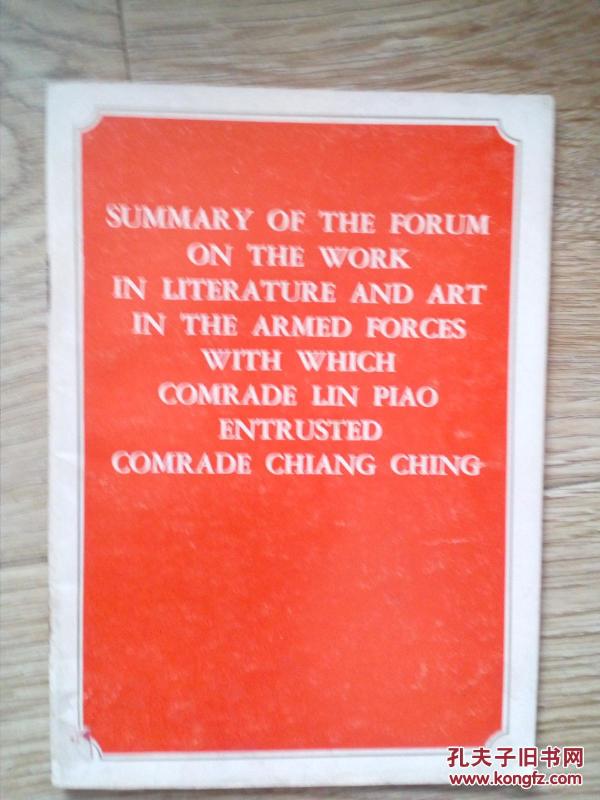 SUMMARY OF THE FORUM
ON THE WORK
IN LITERATURE AND ART
IN THE ARMED FORCES
WITH WHICH
COMRADE LIN PIAO
ENTRUSTED
COMRADE CHIANG CHING
孔夫子旧书网
www.kongfz.com